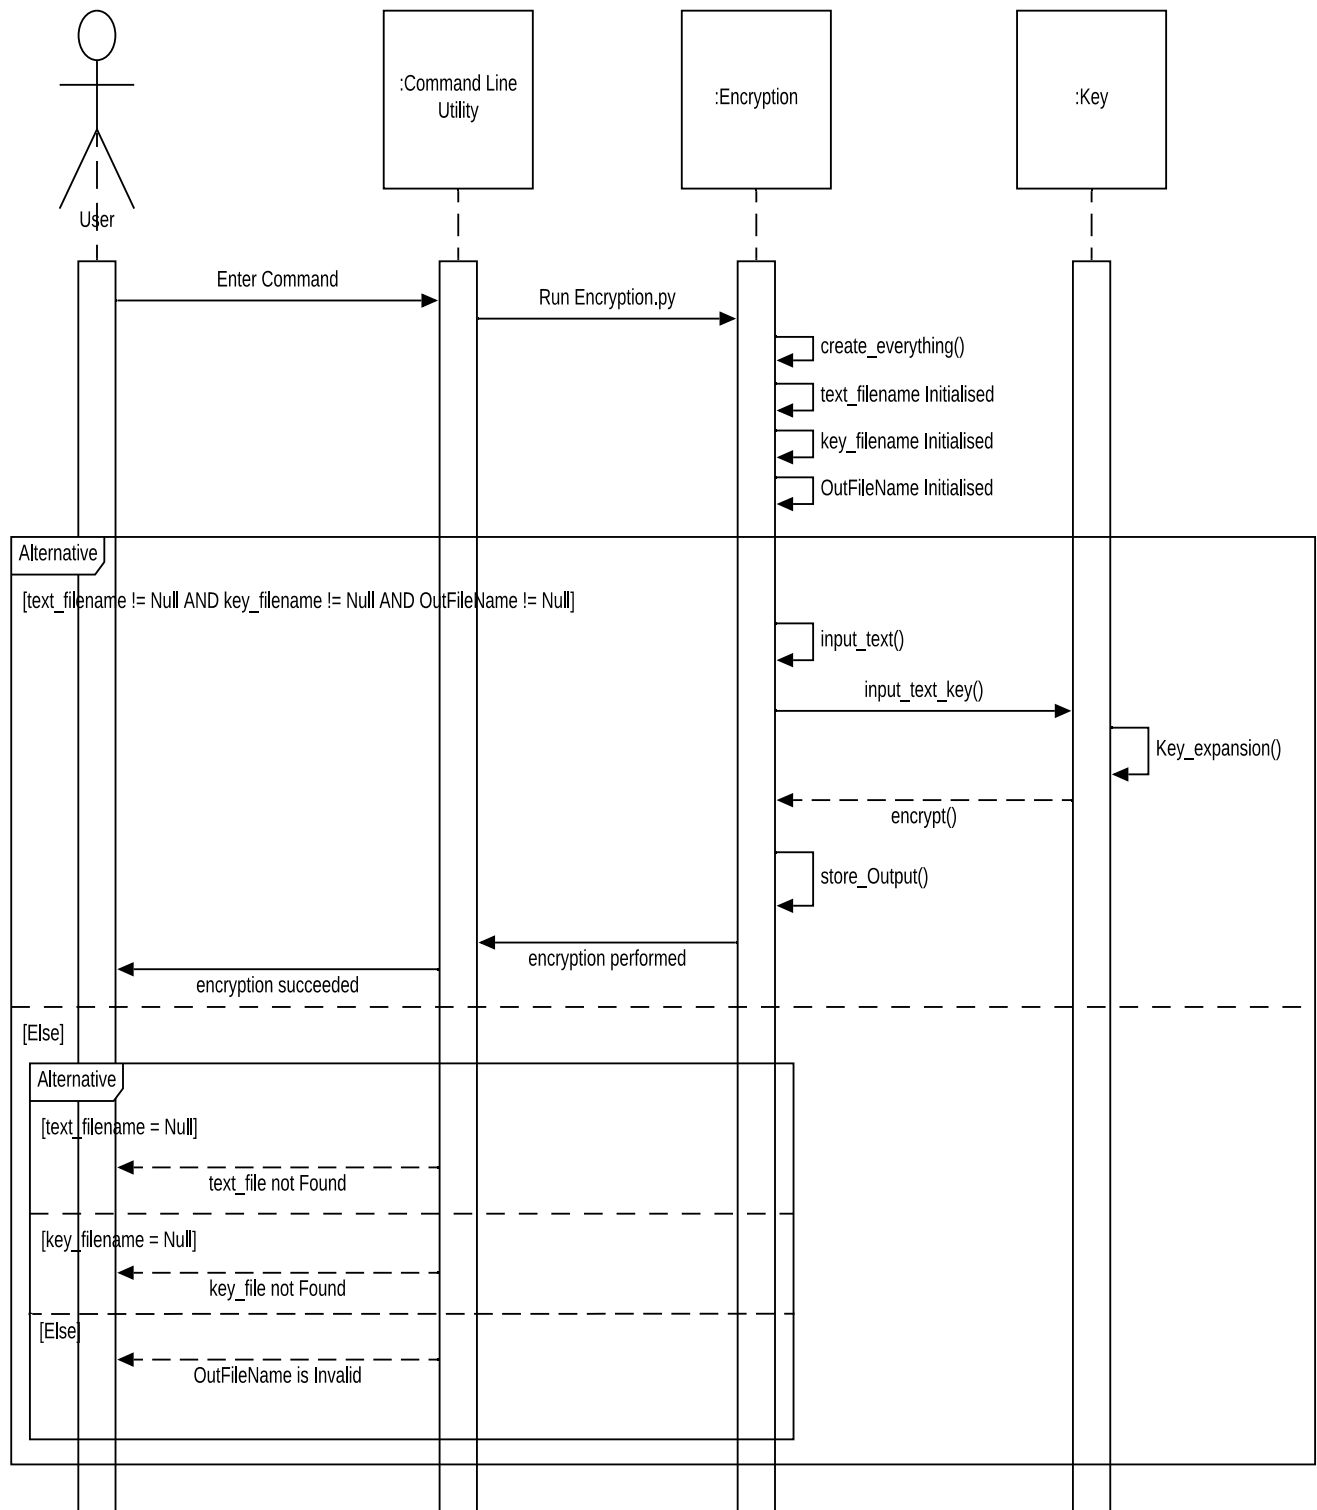 :Command Line
Utility
:Encryption
:Key
User
Enter Command
Run Encryption.py
create_everything()
text_filename Initialised
key_filename Initialised
OutFileName Initialised
Alternative
[text_filename != Null AND key_filename != Null AND OutFileName != Null]
input_text()
input_text_key()
Key_expansion()
encrypt()
store_Output()
encryption performed
encryption succeeded
[Else]
Alternative
[text_filename = Null]
text_file not Found
[key_filename = Null]
key_file not Found
[Else]
OutFileName is Invalid